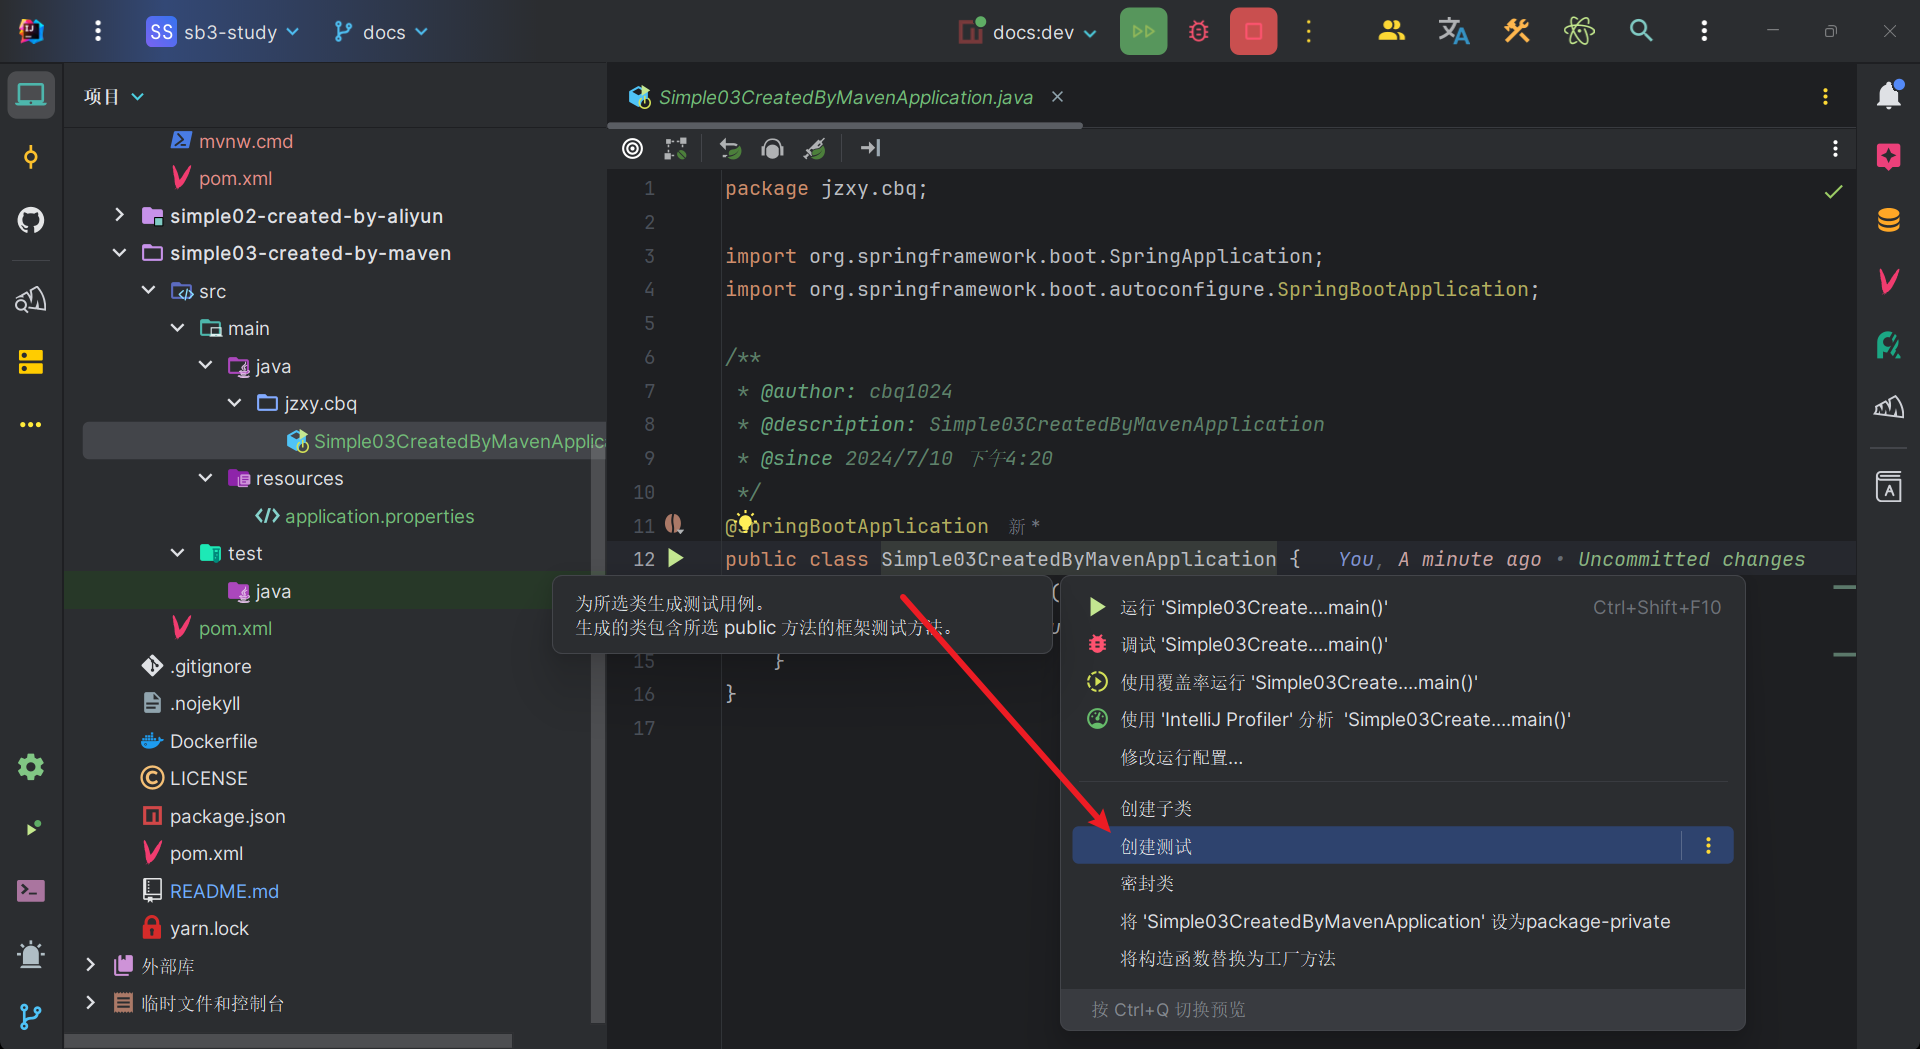 SS sb3-study
docs
docs:dev
项目
mvnw.cmd
pom.xml
simple02-created-by-aliyun
simple03-created-by-maven
src
main
java
jzxy.cbq
Simple03CreatedByMavenApplic
resources
application.properties
test
java
pom.xml
.gitignore
.nojekyll
Dockerfile
LICENSE
package.json
pom.xml
README.md
yarn.lock
外部库
临时文件和控制台
Simple03CreatedByMavenApplication.java
1 package jzxy.cbq;
2
3 import org.springframework.boot.SpringApplication;
4 import org.springframework.boot.autoconfigure.SpringBootApplication;
5
6 /**
7 * @author: cbq1024
8 * @description: Simple03CreatedByMavenApplication
9 * @since 2024/7/10 下午4:20
10 */
11 @SpringBootApplication 新 *
12 public class Simple03CreatedByMavenApplication { You, A minute ago • Uncommitted changes
(
15 }
16 }
17
为所选类生成测试用例。
生成的类包含所选 public 方法的框架测试方法。
运行 'Simple03Create....main()' Ctrl+Shift+F10
调试 'Simple03Create....main()'
使用覆盖率运行 'Simple03Create....main()'
使用 'IntelliJ Profiler' 分析 'Simple03Create....main()'
修改运行配置...
创建子类
创建测试
密封类
将 'Simple03CreatedByMavenApplication' 设为package-private
将构造函数替换为工厂方法
按 Ctrl+Q 切换预览